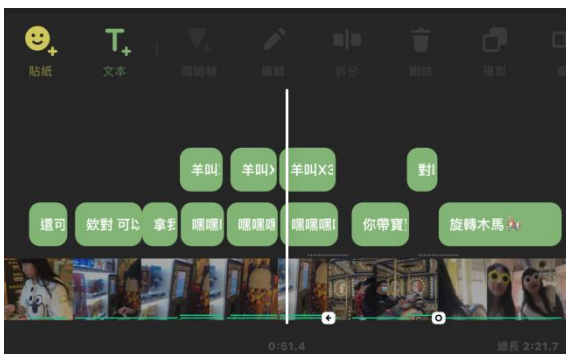 貼紙
文本
關鍵幀
編輯
拆分
刪除
複製
羊叫
羊叫X
羊叫X3
對
還可
欸對 可以
拿我
嘿嘿
嘿嘿嘿
嘿嘿嘿
你帶寶
旋轉木馬🎠
0:51.4
總長 2:21.7